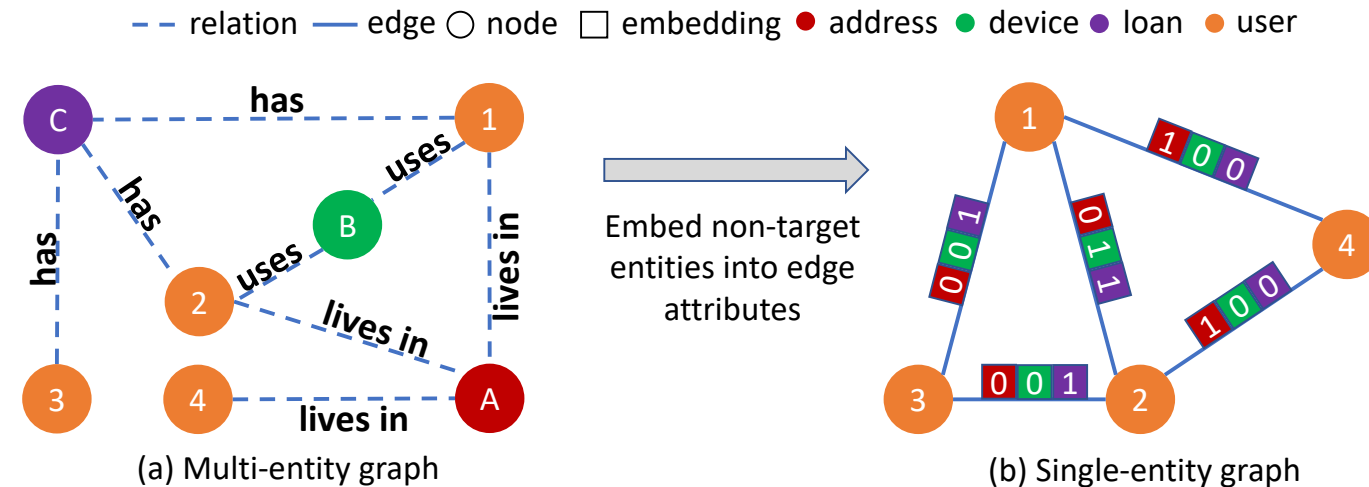 relation edge node embedding address device loan user
C
has
1
uses
has
B
has
uses
lives in
2
lives in
3
4
lives in
A
(a) Multi-entity graph
Embed non-target
entities into edge
attributes
1
1 0 0
0 0 1
0 1 1
4
1 0 0
3
0 0 1
2
(b) Single-entity graph